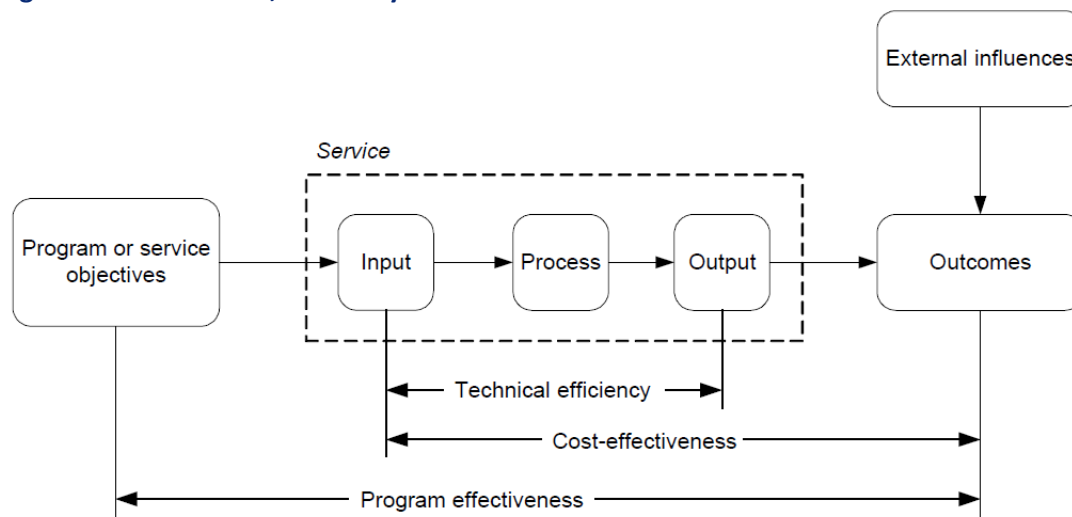 External influences
Service
Program or service
objectives
Input
Process
Output
Outcomes
Technical efficiency
Cost-effectiveness
Program effectiveness